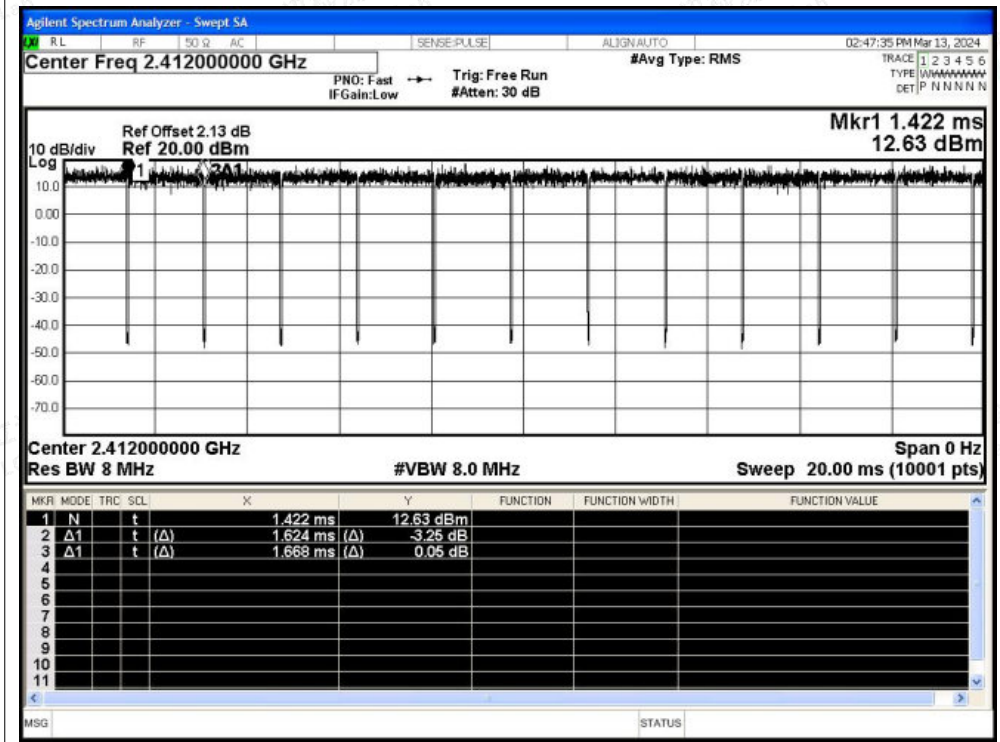 Agilent Spectrum Analyzer - Swept SA
LXI RL RF 50 Ω AC SENSE:PULSE ALIGNAUTO 02:47:35 PM Mar 13, 2024
Center Freq 2.412000000 GHz #Avg Type: RMS TRACE 1 2 3 4 5 6
PNO: Fast Trig: Free Run TYPE WWWWWW
IFGain:Low #Atten: 30 dB DET P N N N N N
Mkr1 1.422 ms
Ref Offset 2.13 dB
10 dB/div Ref 20.00 dBm 12.63 dBm
Log
1 3Δ1
10.0
0.00
-10.0
-20.0
-30.0
-40.0
-50.0
-60.0
-70.0
Center 2.412000000 GHz Span 0 Hz
Res BW 8 MHz #VBW 8.0 MHz Sweep 20.00 ms (10001 pts)
MKR MODE TRC SCL X Y FUNCTION FUNCTION WIDTH FUNCTION VALUE
1 N t 1.422 ms 12.63 dBm
2 Δ1 t (Δ) 1.624 ms (Δ) -3.25 dB
3 Δ1 t (Δ) 1.668 ms (Δ) 0.05 dB
4
5
6
7
8
9
10
11
MSG STATUS